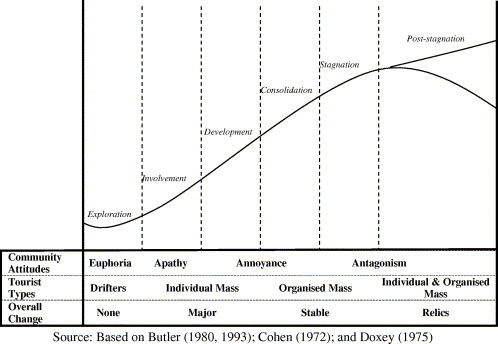 Post-stagnation
Stagnation
Consolidation
Development
Involvement
Exploration
Community Attitudes Euphoria Apathy Annoyance Antagonism
Tourist Types Drifters Individual Mass Organised Mass Individual & Organised Mass
Overall Change None Major Stable Relics
Source: Based on Butler (1980, 1993); Cohen (1972); and Doxey (1975)